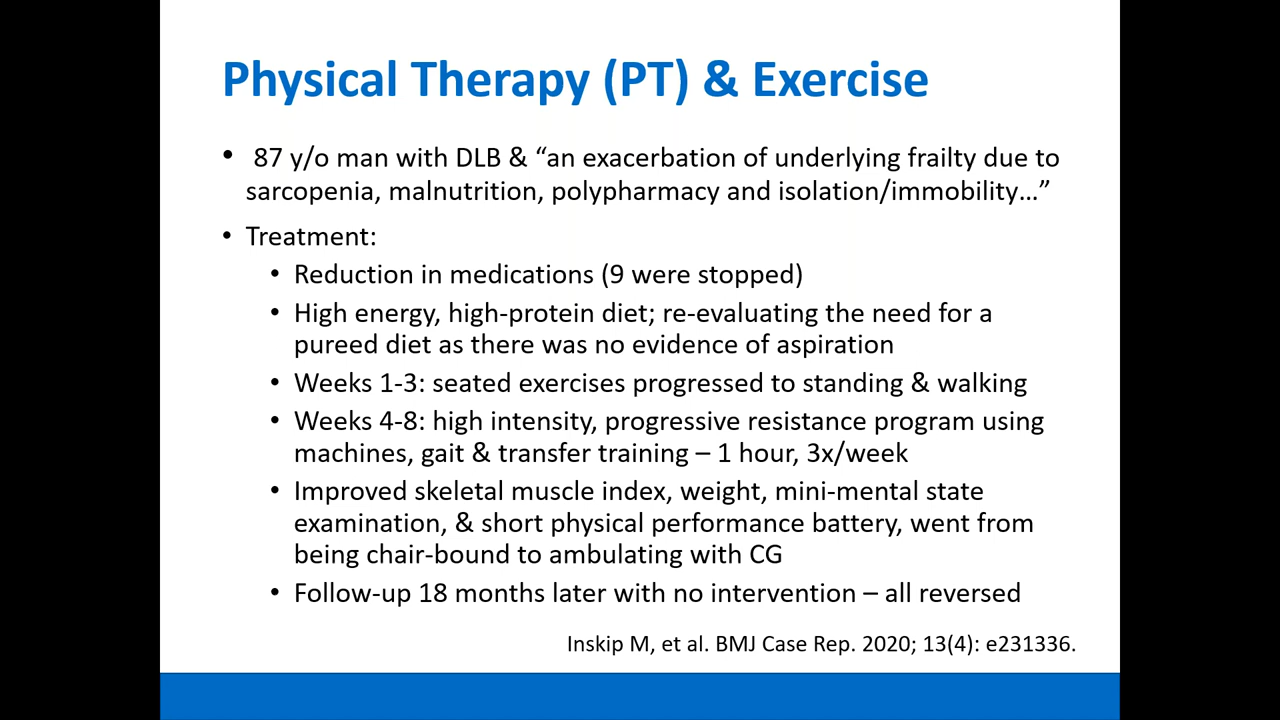 Physical Therapy (PT) & Exercise
• 87 y/o man with DLB & “an exacerbation of underlying frailty due to
sarcopenia, malnutrition, polypharmacy and isolation/immobility…”
• Treatment:
• Reduction in medications (9 were stopped)
• High energy, high-protein diet; re-evaluating the need for a
pureed diet as there was no evidence of aspiration
• Weeks 1-3: seated exercises progressed to standing & walking
• Weeks 4-8: high intensity, progressive resistance program using
machines, gait & transfer training – 1 hour, 3x/week
• Improved skeletal muscle index, weight, mini-mental state
examination, & short physical performance battery, went from
being chair-bound to ambulating with CG
• Follow-up 18 months later with no intervention – all reversed
Inskip M, et al. BMJ Case Rep. 2020; 13(4): e231336.